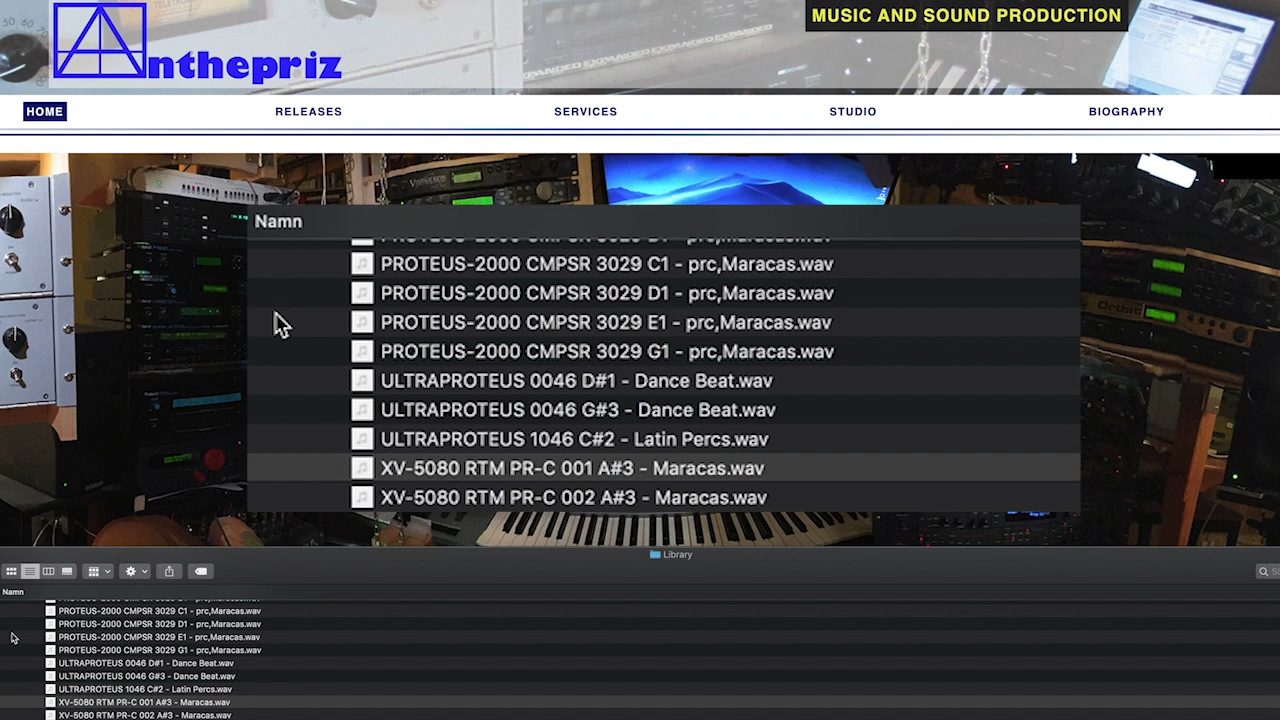 MUSIC AND SOUND PRODUCTION
Anthepriz
HOME RELEASES SERVICES STUDIO BIOGRAPHY
Namn
PROTEUS-2000 CMPSR 3029 C1 - prc,Maracas.wav
PROTEUS-2000 CMPSR 3029 D1 - prc,Maracas.wav
PROTEUS-2000 CMPSR 3029 E1 - prc,Maracas.wav
PROTEUS-2000 CMPSR 3029 G1 - prc,Maracas.wav
ULTRAPROTEUS 0046 D#1 - Dance Beat.wav
ULTRAPROTEUS 0046 G#3 - Dance Beat.wav
ULTRAPROTEUS 1046 C#2 - Latin Percs.wav
XV-5080 RTM PR-C 001 A#3 - Maracas.wav
XV-5080 RTM PR-C 002 A#3 - Maracas.wav
Orbit
Library
Namn
PROTEUS-2000 CMPSR 3029 C1 - prc,Maracas.wav
PROTEUS-2000 CMPSR 3029 D1 - prc,Maracas.wav
PROTEUS-2000 CMPSR 3029 E1 - prc,Maracas.wav
PROTEUS-2000 CMPSR 3029 G1 - prc,Maracas.wav
ULTRAPROTEUS 0046 D#1 - Dance Beat.wav
ULTRAPROTEUS 0046 G#3 - Dance Beat.wav
ULTRAPROTEUS 1046 C#2 - Latin Percs.wav
XV-5080 RTM PR-C 001 A#3 - Maracas.wav
XV-5080 RTM PR-C 002 A#3 - Maracas.wav